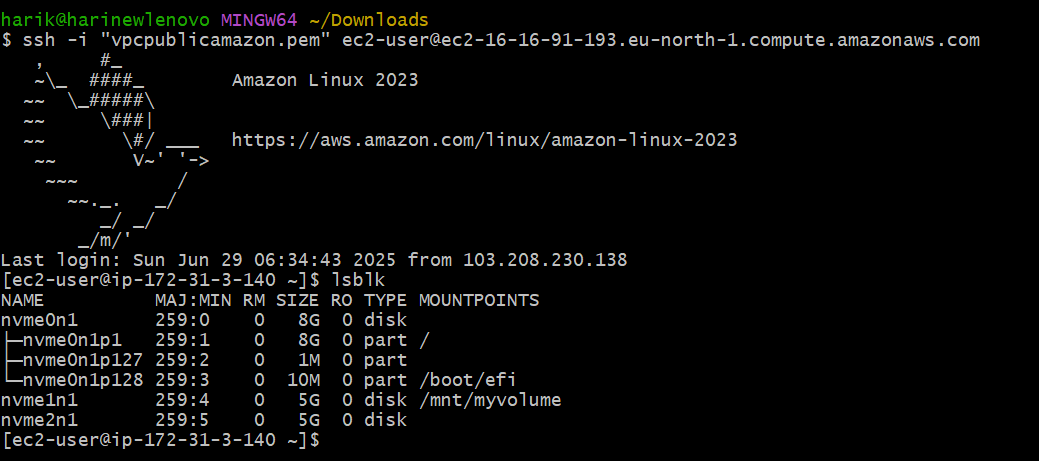 harik@harinewlenovo MINGW64 ~/Downloads
$ ssh -i "vpcpublicamazon.pem" ec2-user@ec2-16-16-91-193.eu-north-1.compute.amazonaws.com
   ,     #_
   ~\_  ####_        Amazon Linux 2023
  ~~  \_#####\
  ~~     \###|
  ~~       \#/ ___   https://aws.amazon.com/linux/amazon-linux-2023
   ~~       V~' '->
    ~~~         /
      ~~._.   _/
         _/ _/
       _/m/'
Last login: Sun Jun 29 06:34:43 2025 from 103.208.230.138
[ec2-user@ip-172-31-3-140 ~]$ lsblk
NAME          MAJ:MIN RM SIZE RO TYPE MOUNTPOINTS
nvme0n1       259:0    0   8G  0 disk
├─nvme0n1p1   259:1    0   8G  0 part /
├─nvme0n1p127 259:2    0   1M  0 part
└─nvme0n1p128 259:3    0  10M  0 part /boot/efi
nvme1n1       259:4    0   5G  0 disk /mnt/myvolume
nvme2n1       259:5    0   5G  0 disk
[ec2-user@ip-172-31-3-140 ~]$